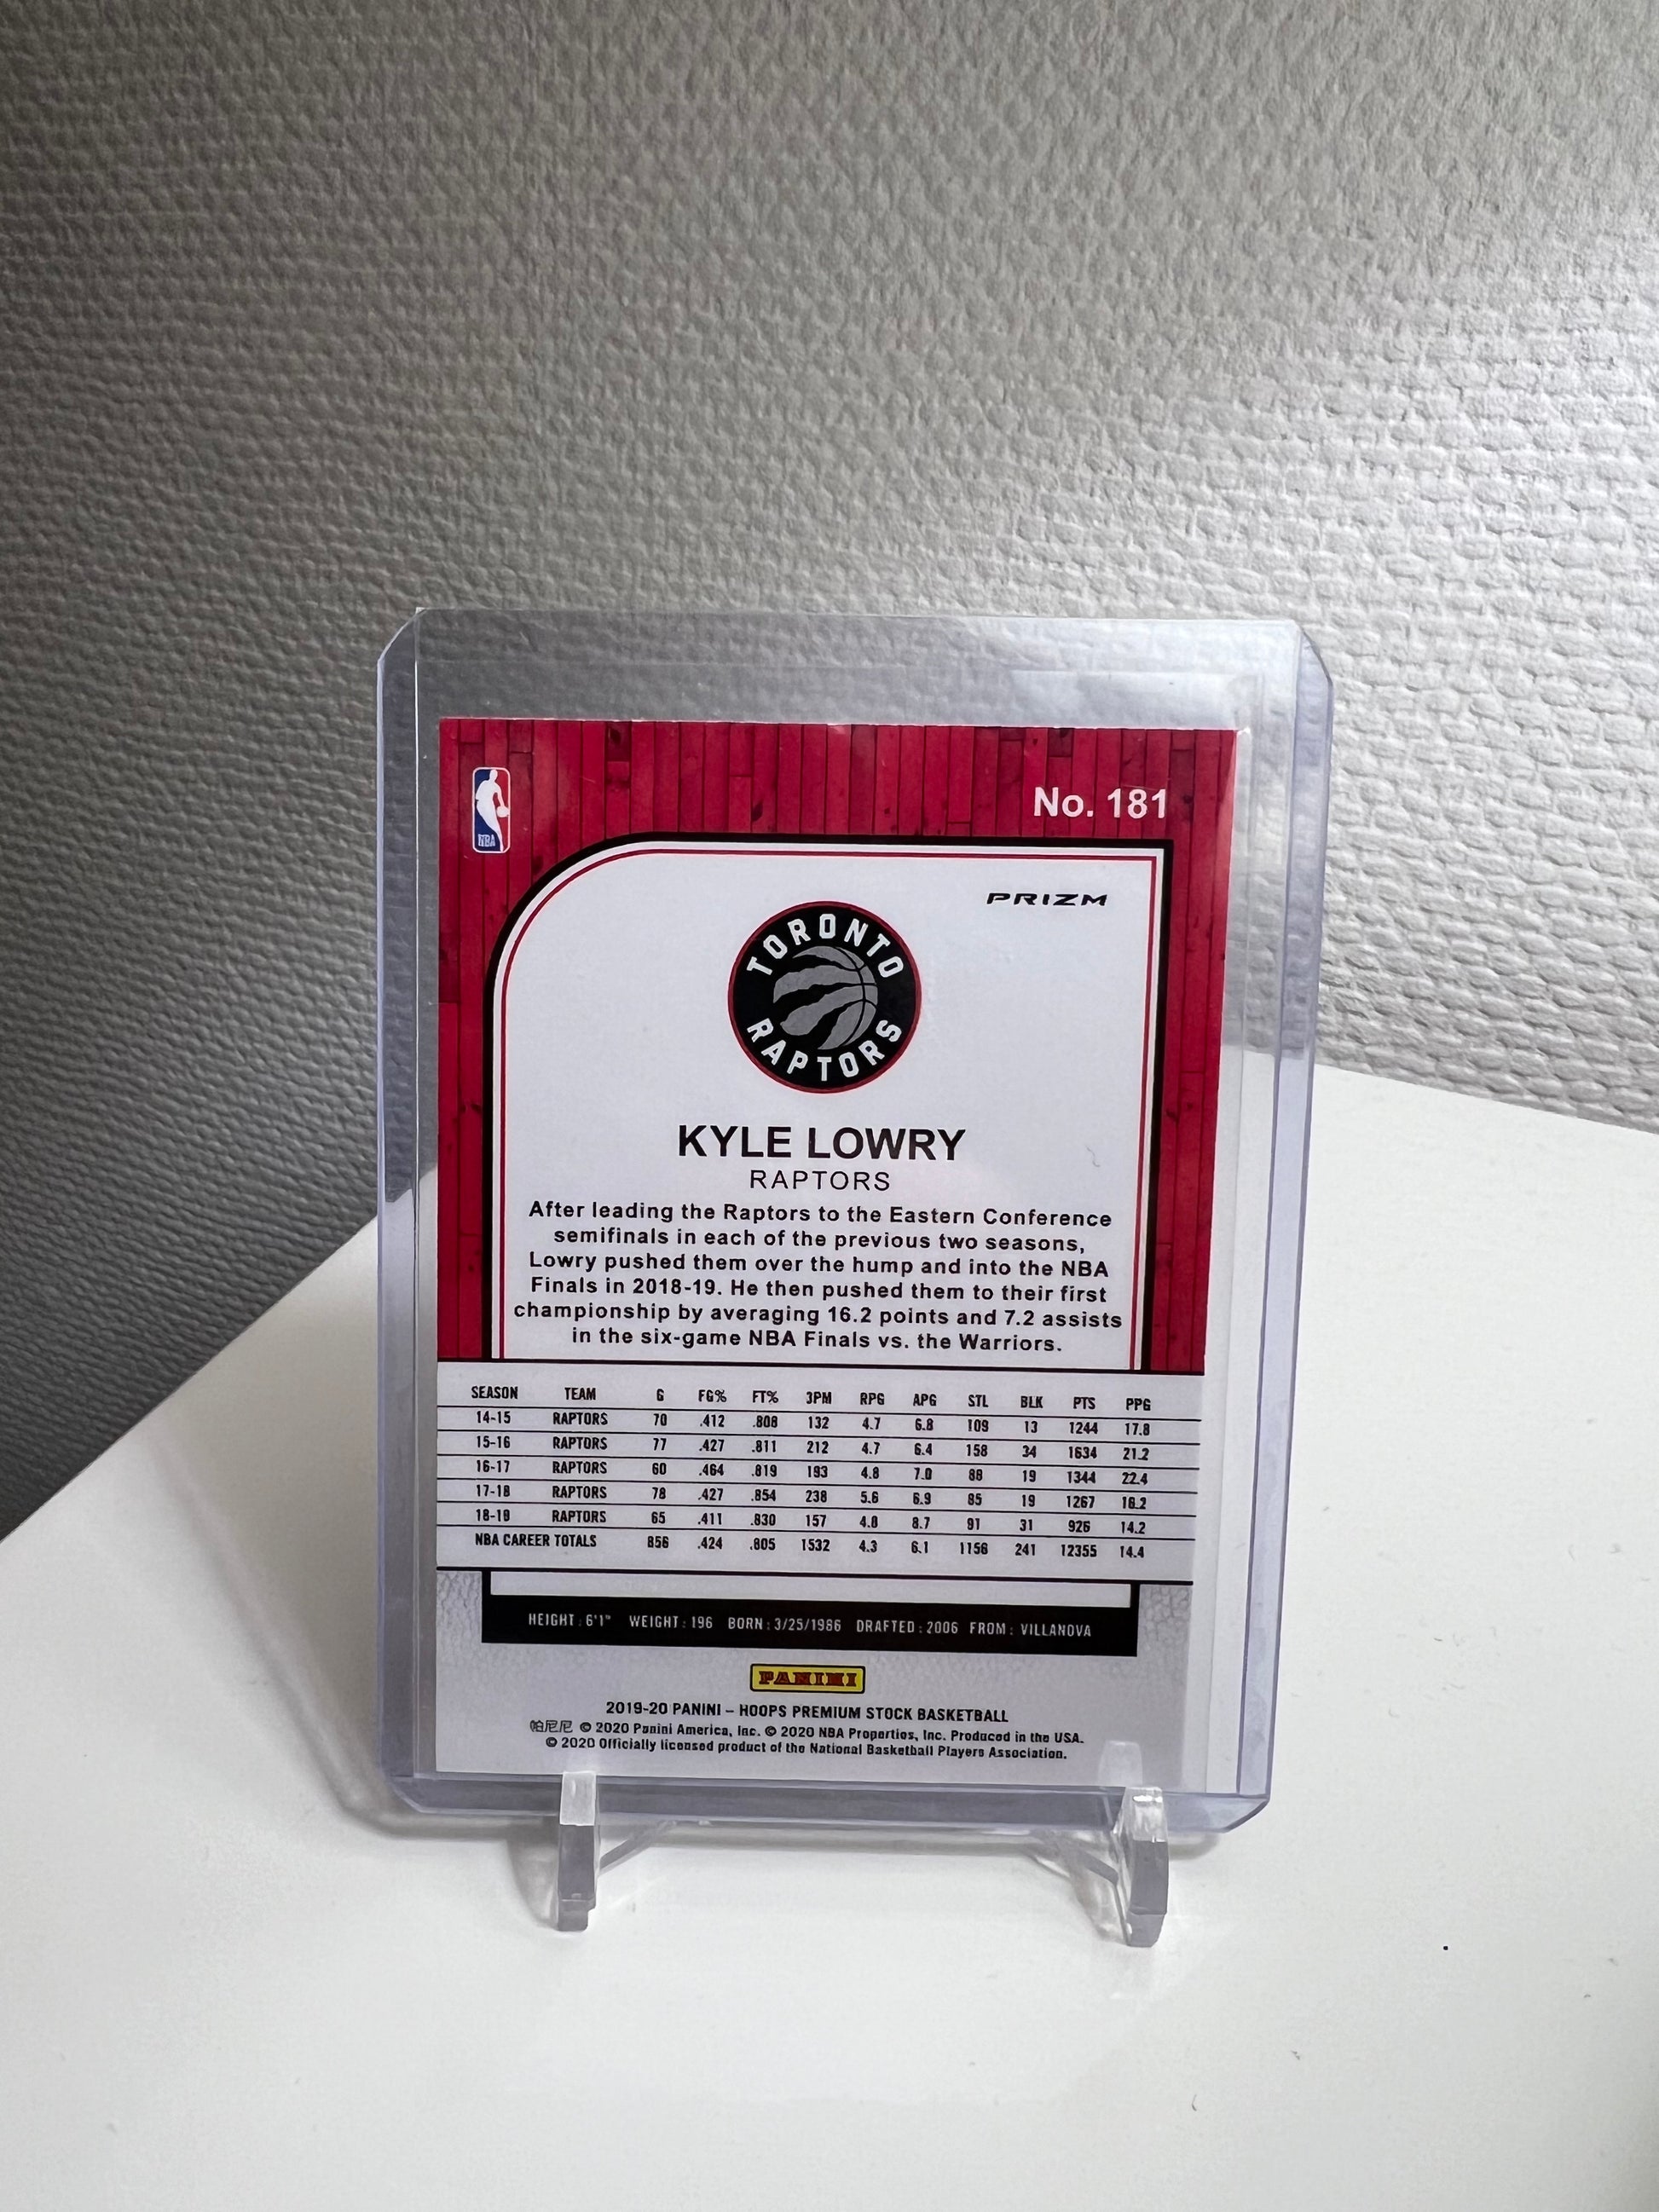 No. 181
NBA
PRIZM
TORONTO
RAPTORS
KYLE LOWRY
RAPTORS
After leading the Raptors to the Eastern Conference
semifinals in each of the previous two seasons,
Lowry pushed them over the hump and into the NBA
Finals in 2018-19. He then pushed them to their first
championship by averaging 16.2 points and 7.2 assists
in the six-game NBA Finals vs. the Warriors.
SEASON TEAM G FG% FT% 3PM RPG APG STL BLK PTS PPG
14-15 RAPTORS 70 .412 .808 132 4.7 6.8 109 13 1244 17.8
15-16 RAPTORS 77 .427 .811 212 4.7 6.4 158 34 1634 21.2
16-17 RAPTORS 60 .464 .819 193 4.8 7.0 88 19 1344 22.4
17-18 RAPTORS 78 .427 .854 238 5.6 6.9 85 19 1267 16.2
18-19 RAPTORS 65 .411 .830 157 4.8 8.7 91 31 926 14.2
NBA CAREER TOTALS 856 .424 .805 1532 4.3 6.1 1156 241 12355 14.4
HEIGHT : 6'1" WEIGHT : 196 BORN : 3/25/1986 DRAFTED : 2006 FROM : VILLANOVA
PANINI
2019-20 PANINI – HOOPS PREMIUM STOCK BASKETBALL
帕尼尼 © 2020 Panini America, Inc. © 2020 NBA Properties, Inc. Produced in the USA.
© 2020 Officially licensed product of the National Basketball Players Association.